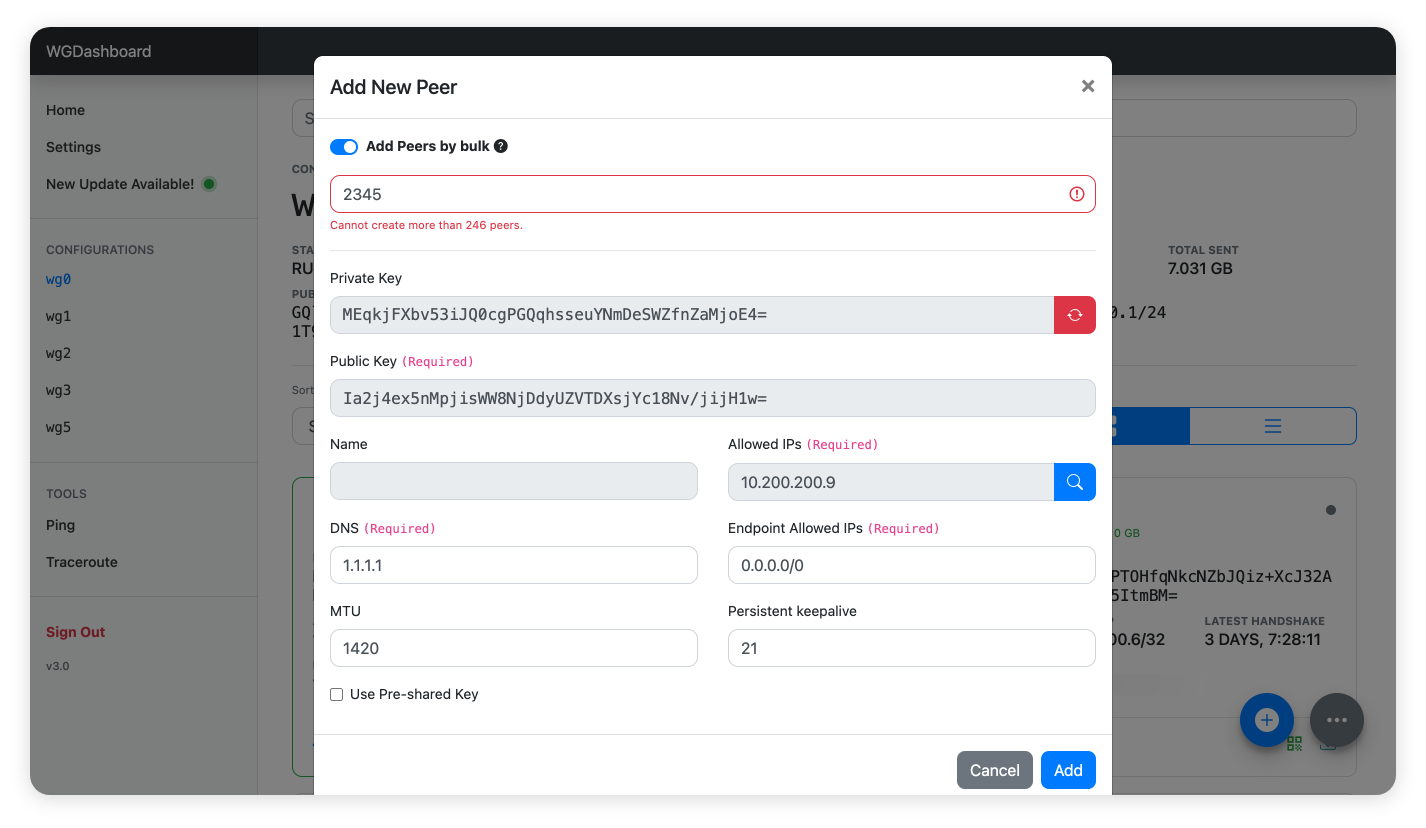 WGDashboard
Home
Settings
New Update Available!
CONFIGURATIONS
wg0
wg1
wg2
wg3
wg5
TOOLS
Ping
Traceroute
Sign Out
v3.0
Add New Peer
×
Add Peers by bulk ?
2345
Cannot create more than 246 peers.
Private Key
MEqkjFXbv53iJQ0cgPGQqhsseuYNmDeSWZfnZaMjoE4=
Public Key (Required)
Ia2j4ex5nMpjisWW8NjDdyUZVTDXsjYc18Nv/jijH1w=
Name
Allowed IPs (Required)
10.200.200.9
DNS (Required)
Endpoint Allowed IPs (Required)
1.1.1.1
0.0.0.0/0
MTU
Persistent keepalive
1420
21
Use Pre-shared Key
Cancel
Add
TOTAL SENT
7.031 GB
.1/24
Sort
0 GB
PTOHfqNkcNZbJQiz+XcJ32A
5ItmBM=
00.6/32
LATEST HANDSHAKE
3 DAYS, 7:28:11